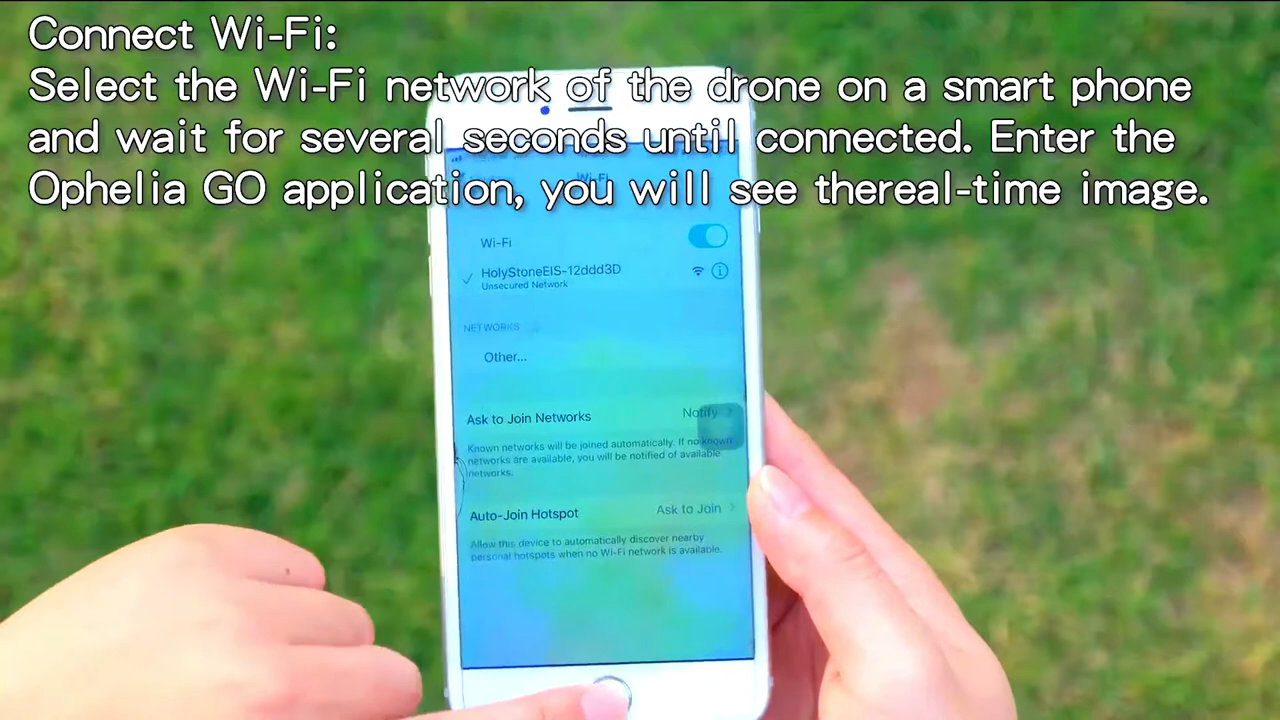 Connect Wi-Fi:
Select the Wi-Fi network of the drone on a smart phone
and wait for several seconds until connected. Enter the
Ophelia GO application, you will see thereal-time image.
Wi-Fi
Wi-Fi
HolyStoneEIS-12ddd3D
Unsecured Network
NETWORKS
Other...
Ask to Join Networks Notify
Known networks will be joined automatically. If no known
networks are available, you will be notified of available
networks.
Auto-Join Hotspot Ask to Join
Allow this device to automatically discover nearby
personal hotspots when no Wi-Fi network is available.